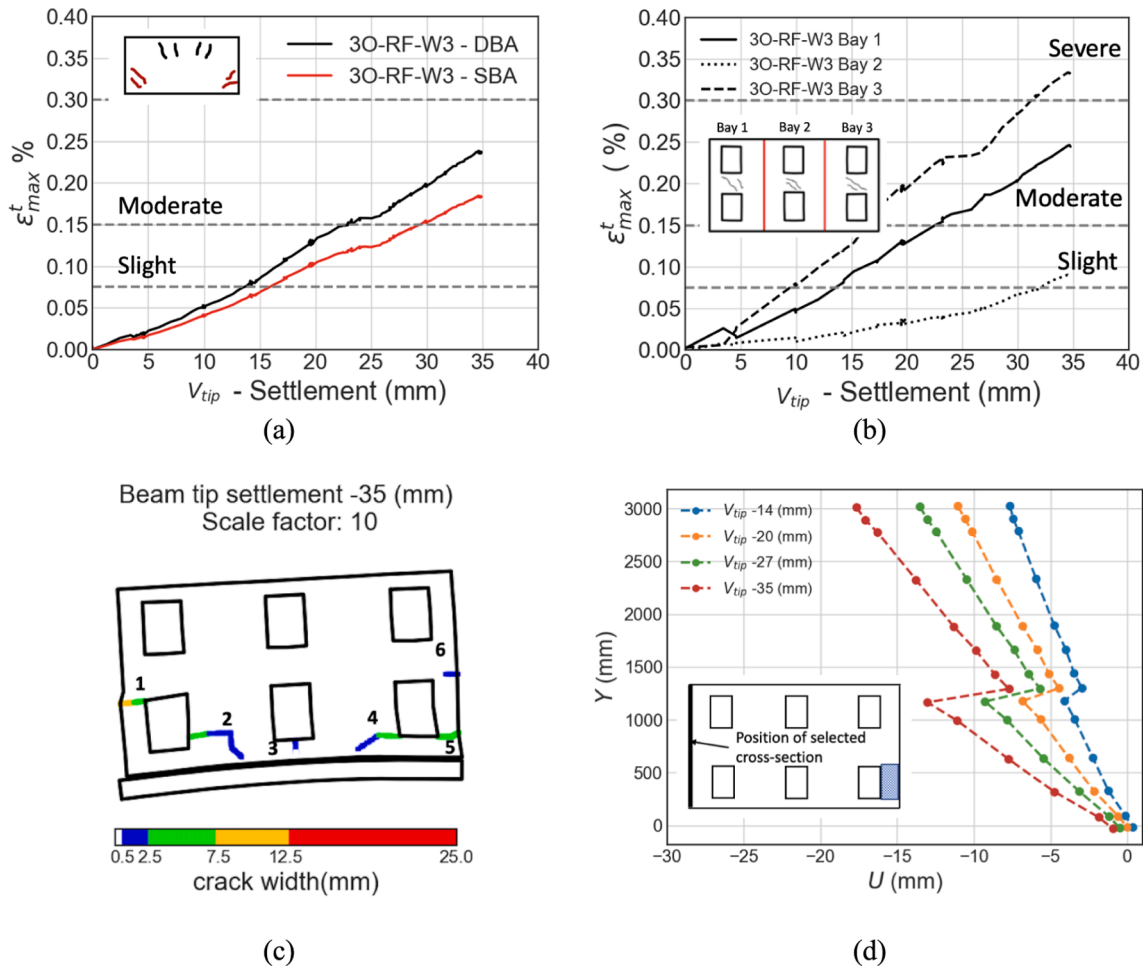 0.40
0.35
0.30
0.25
0.20
0.15
0.10
0.05
0.00
ε^t_max %
3O-RF-W3 - DBA
3O-RF-W3 - SBA
Moderate
Slight
0 5 10 15 20 25 30 35 40
V_tip - Settlement (mm)
(a)
0.40
0.35
0.30
0.25
0.20
0.15
0.10
0.05
0.00
ε^t_max ( %)
3O-RF-W3 Bay 1
3O-RF-W3 Bay 2
3O-RF-W3 Bay 3
Severe
Bay 1 Bay 2 Bay 3
Moderate
Slight
0 5 10 15 20 25 30 35 40
V_tip - Settlement (mm)
(b)
Beam tip settlement -35 (mm)
Scale factor: 10
1
2
3
4
5
6
0.5 2.5 7.5 12.5 25.0
crack width(mm)
(c)
3000
2500
2000
1500
1000
500
0
Y (mm)
V_tip -14 (mm)
V_tip -20 (mm)
V_tip -27 (mm)
V_tip -35 (mm)
Position of selected
cross-section
−30 −25 −20 −15 −10 −5 0
U (mm)
(d)